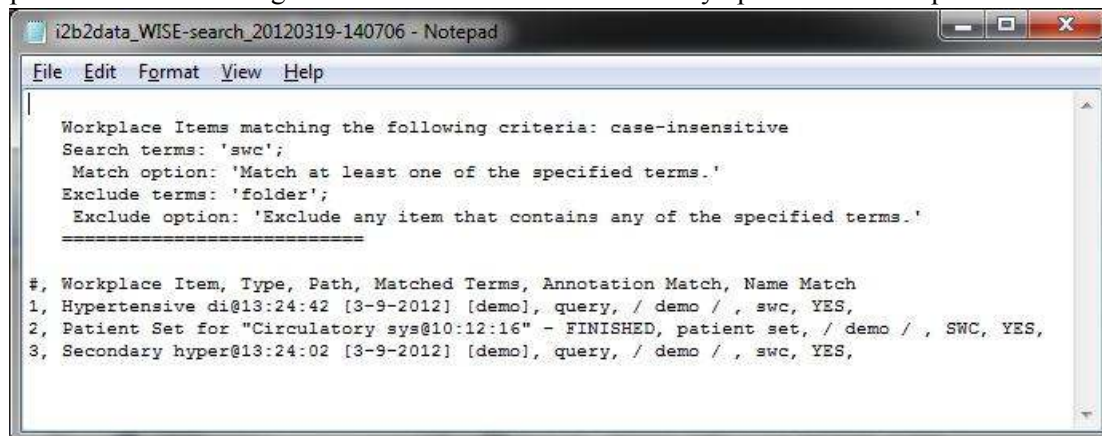 i2b2data_WISE-search_20120319-140706 - Notepad
File Edit Format View Help
Workplace Items matching the following criteria: case-insensitive
Search terms: 'swc';
Match option: 'Match at least one of the specified terms.'
Exclude terms: 'folder';
Exclude option: 'Exclude any item that contains any of the specified terms.'
===========================
#, Workplace Item, Type, Path, Matched Terms, Annotation Match, Name Match
1, Hypertensive di@13:24:42 [3-9-2012] [demo], query, / demo / , swc, YES,
2, Patient Set for "Circulatory sys@10:12:16" - FINISHED, patient set, / demo / , SWC, YES,
3, Secondary hyper@13:24:02 [3-9-2012] [demo], query, / demo / , swc, YES,